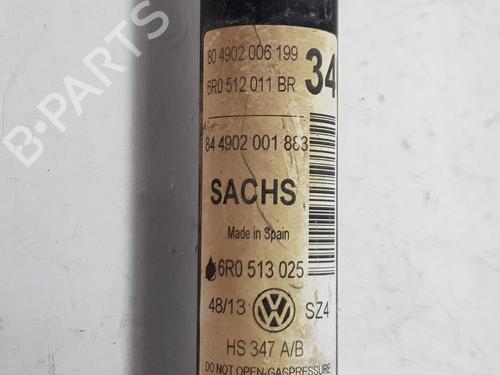 80 4902 006 199
6R0 512 011 BR
34
84 4902 001 883
SACHS
Made in Spain
6R0 513 025
48/13
SZ4
HS 347 A/B
DO NOT OPEN-GASPRESSURE
B-PARTS